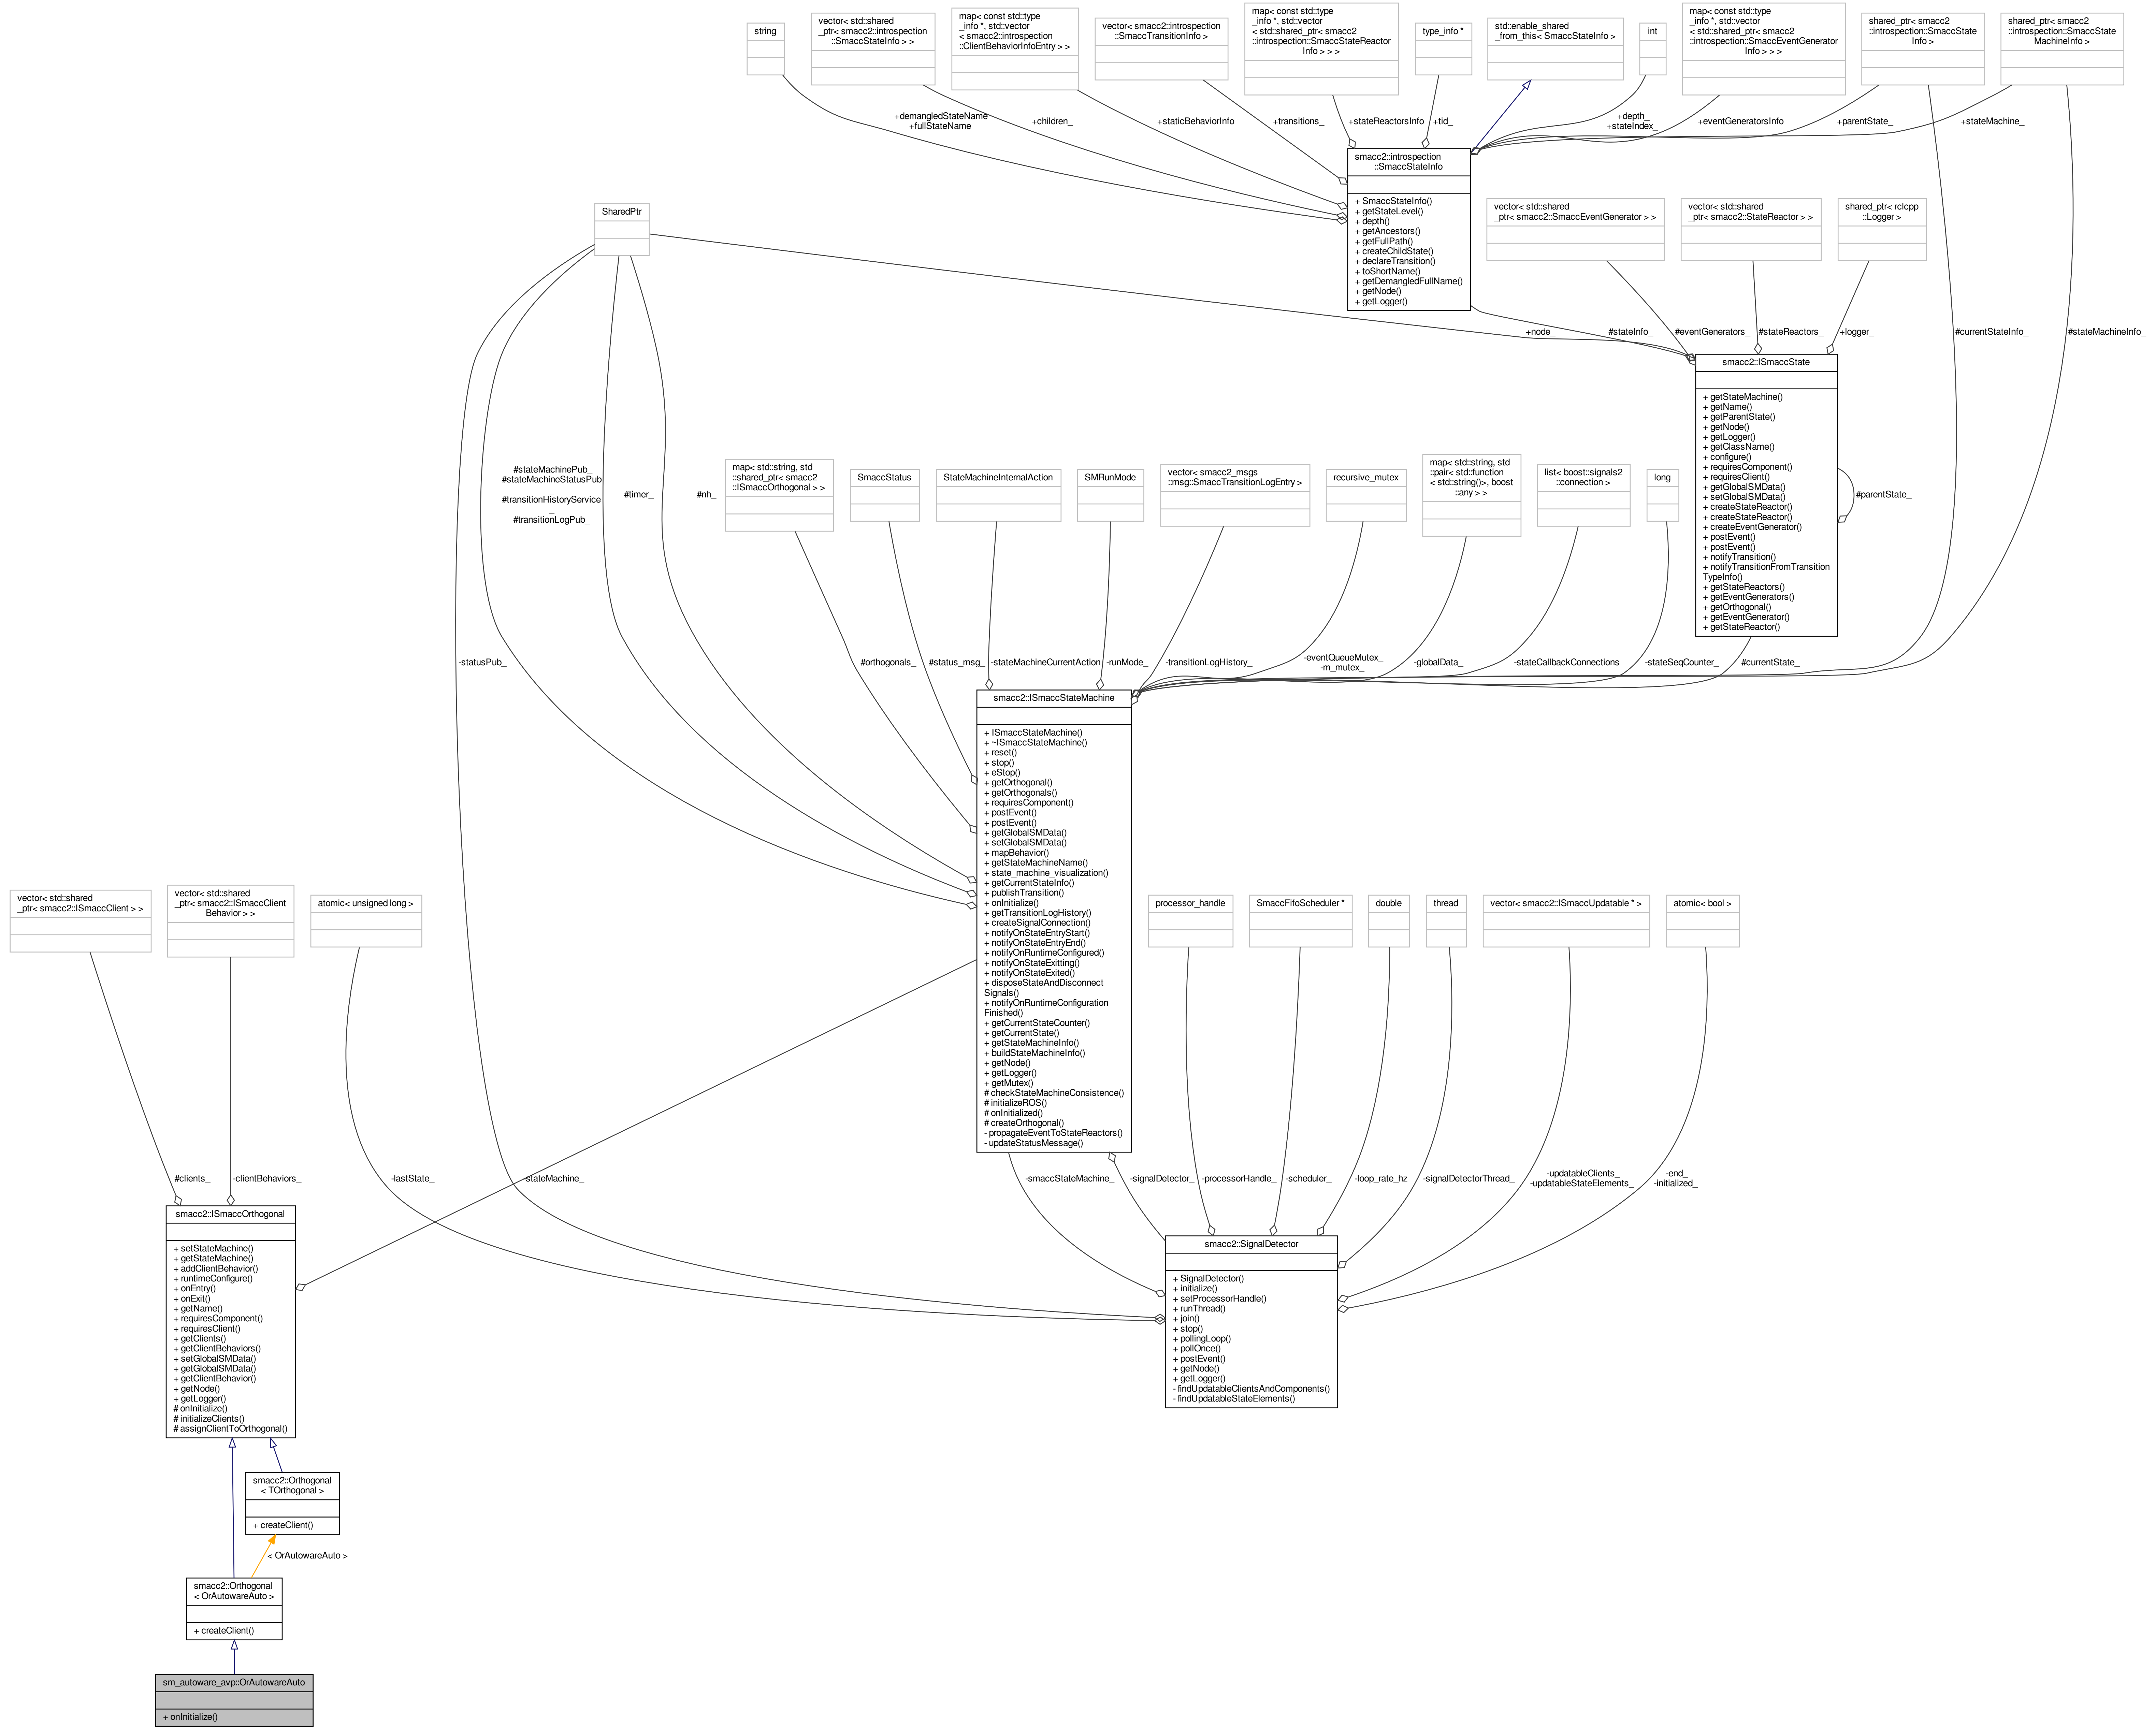 string
vector< std::shared
_ptr< smacc2::introspection
::SmaccStateInfo > >
map< const std::type
_info *, std::vector
< smacc2::introspection
::ClientBehaviorInfoEntry > >
vector< smacc2::introspection
::SmaccTransitionInfo >
map< const std::type
_info *, std::vector
< std::shared_ptr< smacc2
::introspection::SmaccStateReactor
Info > > >
type_info *
std::enable_shared
_from_this< SmaccStateInfo >
int
map< const std::type
_info *, std::vector
< std::shared_ptr< smacc2
::introspection::SmaccEventGenerator
Info > > >
shared_ptr< smacc2
::introspection::SmaccState
Info >
shared_ptr< smacc2
::introspection::SmaccState
MachineInfo >
+demangledStateName
+fullStateName
+children_
+staticBehaviorInfo
+transitions_
+stateReactorsInfo
+tid_
+depth_
+stateIndex_
+eventGeneratorsInfo
+parentState_
+stateMachine_
smacc2::introspection
::SmaccStateInfo
+ SmaccStateInfo()
+ getStateLevel()
+ depth()
+ getAncestors()
+ getFullPath()
+ createChildState()
+ declareTransition()
+ toShortName()
+ getDemangledFullName()
+ getNode()
+ getLogger()
SharedPtr
vector< std::shared
_ptr< smacc2::SmaccEventGenerator > >
vector< std::shared
_ptr< smacc2::StateReactor > >
shared_ptr< rclcpp
::Logger >
+node_
#stateInfo_
#eventGenerators_
#stateReactors_
+logger_
#currentStateInfo_
#stateMachineInfo_
smacc2::ISmaccState
+ getStateMachine()
+ getName()
+ getParentState()
+ getNode()
+ getLogger()
+ getClassName()
+ configure()
+ requiresComponent()
+ requiresClient()
+ getGlobalSMData()
+ setGlobalSMData()
+ createStateReactor()
+ createStateReactor()
+ createEventGenerator()
+ postEvent()
+ postEvent()
+ notifyTransition()
+ notifyTransitionFromTransition
TypeInfo()
+ getStateReactors()
+ getEventGenerators()
+ getOrthogonal()
+ getEventGenerator()
+ getStateReactor()
#parentState_
#stateMachinePub_
#stateMachineStatusPub
_
#transitionHistoryService
_
#transitionLogPub_
#timer_
#nh_
map< std::string, std
::shared_ptr< smacc2
::ISmaccOrthogonal > >
SmaccStatus
StateMachineInternalAction
SMRunMode
vector< smacc2_msgs
::msg::SmaccTransitionLogEntry >
recursive_mutex
map< std::string, std
::pair< std::function
< std::string()>, boost
::any > >
list< boost::signals2
::connection >
long
-statusPub_
#orthogonals_
#status_msg_
-stateMachineCurrentAction
-runMode_
-transitionLogHistory_
-eventQueueMutex_
-m_mutex_
-globalData_
-stateCallbackConnections
-stateSeqCounter_
#currentState_
smacc2::ISmaccStateMachine
+ ISmaccStateMachine()
+ ~ISmaccStateMachine()
+ reset()
+ stop()
+ eStop()
+ getOrthogonal()
+ getOrthogonals()
+ requiresComponent()
+ postEvent()
+ postEvent()
+ getGlobalSMData()
+ setGlobalSMData()
+ mapBehavior()
+ getStateMachineName()
+ state_machine_visualization()
+ getCurrentStateInfo()
+ publishTransition()
+ onInitialize()
+ getTransitionLogHistory()
+ createSignalConnection()
+ notifyOnStateEntryStart()
+ notifyOnStateEntryEnd()
+ notifyOnRuntimeConfigured()
+ notifyOnStateExitting()
+ notifyOnStateExited()
+ disposeStateAndDisconnect
Signals()
+ notifyOnRuntimeConfiguration
Finished()
+ getCurrentStateCounter()
+ getCurrentState()
+ getStateMachineInfo()
+ buildStateMachineInfo()
+ getNode()
+ getLogger()
+ getMutex()
# checkStateMachineConsistence()
# initializeROS()
# onInitialized()
# createOrthogonal()
- propagateEventToStateReactors()
- updateStatusMessage()
vector< std::shared
_ptr< smacc2::ISmaccClient > >
vector< std::shared
_ptr< smacc2::ISmaccClient
Behavior > >
atomic< unsigned long >
processor_handle
SmaccFifoScheduler *
double
thread
vector< smacc2::ISmaccUpdatable * >
atomic< bool >
#clients_
-clientBehaviors_
-lastState_
-stateMachine_
-smaccStateMachine_
-signalDetector_
-processorHandle_
-scheduler_
-loop_rate_hz
-signalDetectorThread_
-updatableClients_
-updatableStateElements_
-end_
-initialized_
smacc2::ISmaccOrthogonal
+ setStateMachine()
+ getStateMachine()
+ addClientBehavior()
+ runtimeConfigure()
+ onEntry()
+ onExit()
+ getName()
+ requiresComponent()
+ requiresClient()
+ getClients()
+ getClientBehaviors()
+ setGlobalSMData()
+ getGlobalSMData()
+ getClientBehavior()
+ getNode()
+ getLogger()
# onInitialize()
# initializeClients()
# assignClientToOrthogonal()
smacc2::SignalDetector
+ SignalDetector()
+ initialize()
+ setProcessorHandle()
+ runThread()
+ join()
+ stop()
+ pollingLoop()
+ pollOnce()
+ postEvent()
+ getNode()
+ getLogger()
- findUpdatableClientsAndComponents()
- findUpdatableStateElements()
smacc2::Orthogonal
< TOrthogonal >
+ createClient()
< OrAutowareAuto >
smacc2::Orthogonal
< OrAutowareAuto >
+ createClient()
sm_autoware_avp::OrAutowareAuto
+ onInitialize()